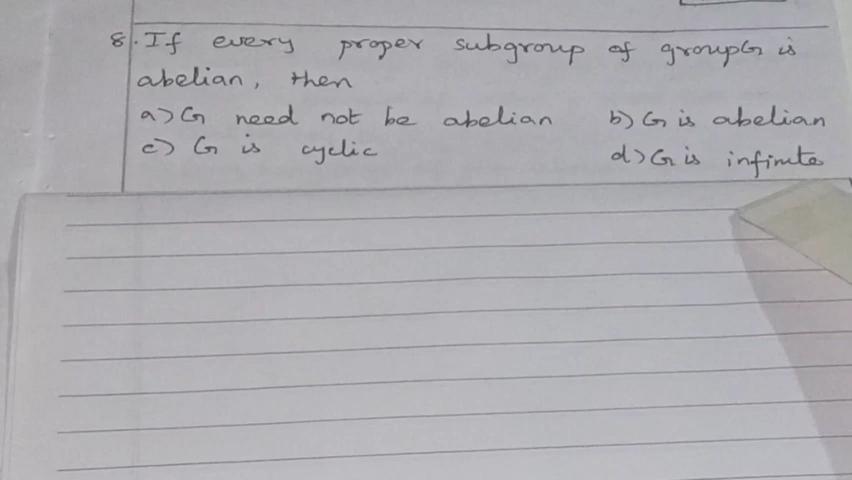 8. If every proper subgroup of group G is
abelian, then
a) G need not be abelian b) G is abelian
c) G is cyclic d) G is infinite